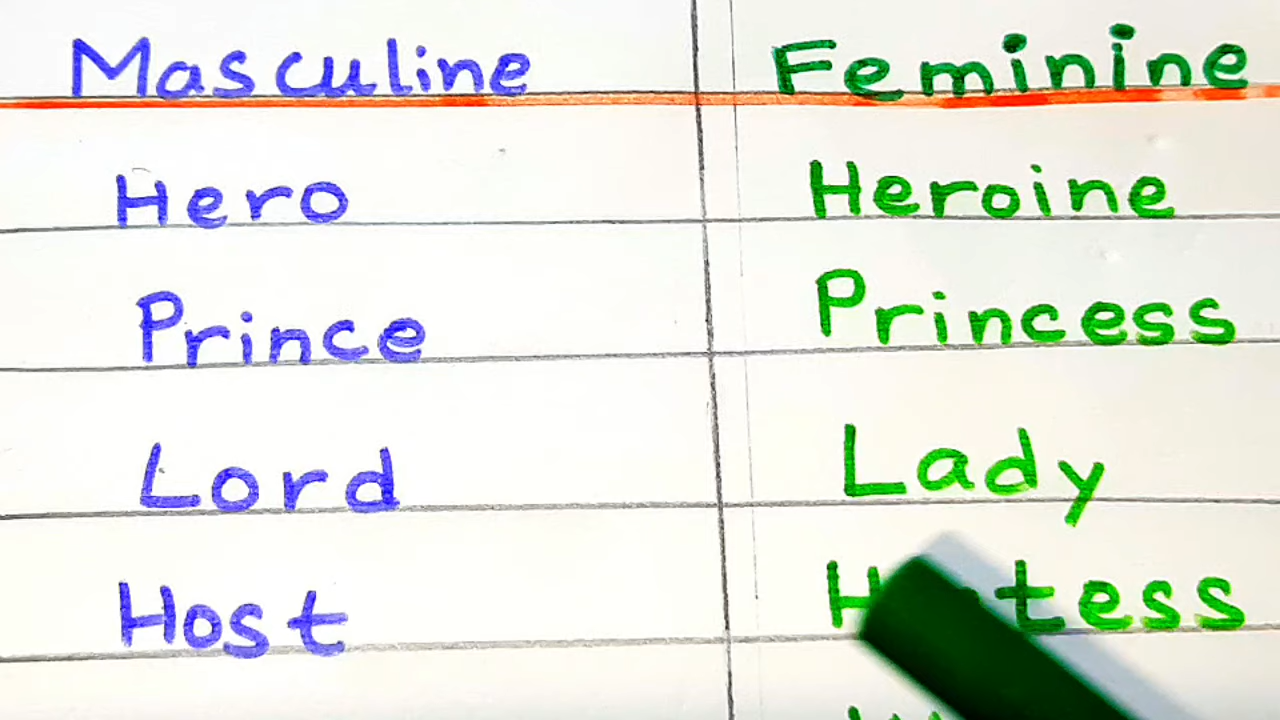 Masculine Feminine
Hero Heroine
Prince Princess
Lord Lady
Host